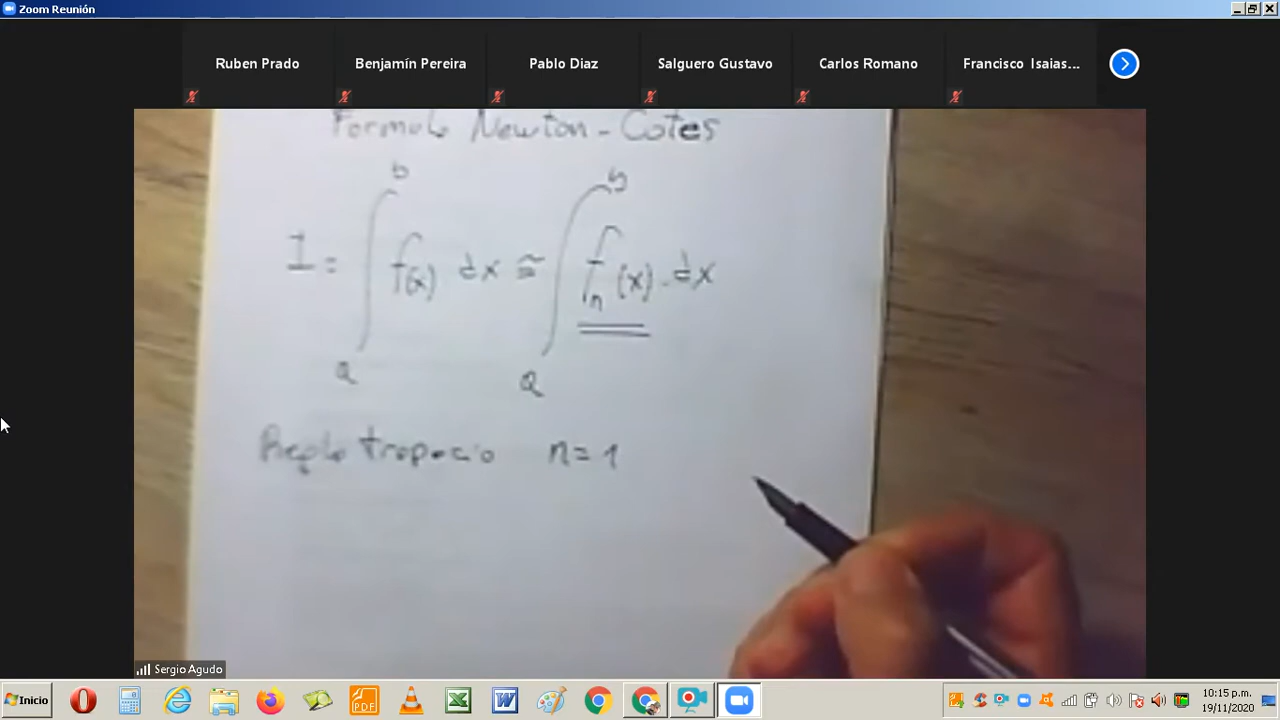 Zoom Reunión
Ruben Prado
Benjamín Pereira
Pablo Diaz
Salguero Gustavo
Carlos Romano
Francisco Isaias...
Formula Newton - Cotes
I = ∫ₐᵇ f(x) dx ≅ ∫ₐᵇ fₙ(x) . dx
Regla trapecio n = 1
Sergio Agudo
Inicio
PDF
10:15 p.m.
19/11/2020